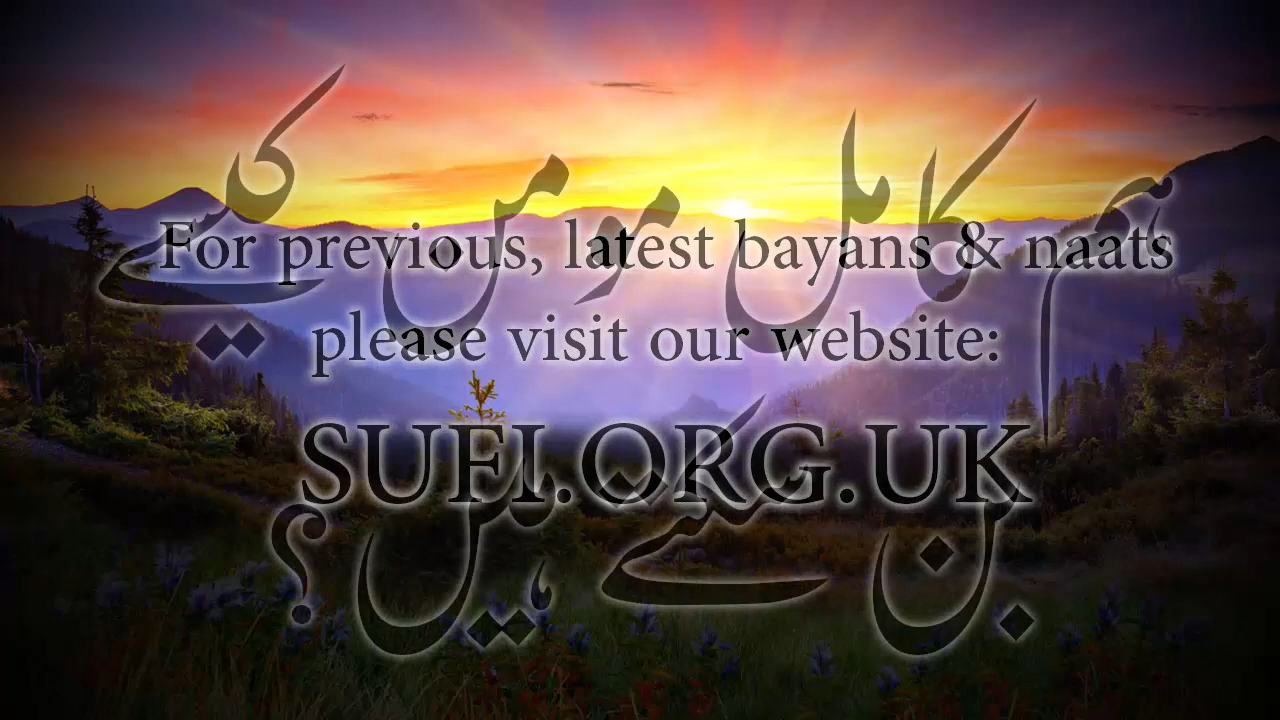 ہم کامل مومن کیسے
For previous, latest bayans & naats
please visit our website:
SUFI.ORG.UK
بن سکتے ہیں؟